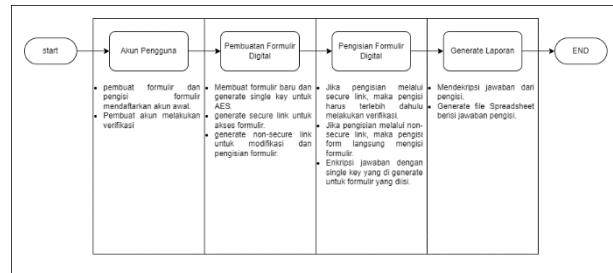 start
Akun Pengguna
Pembuatan Formulir
Digital
Pengisian Formulir
Digital
Generate Laporan
END
pembuat formulir dan
pengisi formulir
mendaftarkan akun awal.
Pembuat akun melakukan
verifikasi
Membuat formulir baru dan
generate single key untuk
AES.
generate secure link untuk
akses formulir.
generate non-secure link
untuk modifikasi dan
pengisian formulir.
Jika pengisian melalui
secure link, maka pengisi
harus terlebih dahulu
melakukan verifikasi.
Jika pengisian melalui non-
secure link, maka pengisi
form langsung mengisi
formulir.
Enkripsi jawaban dengan
single key yang di generate
untuk formulir yang diisi.
Mendekripsi jawaban dari
pengisi.
Generate file Spreadsheet
berisi jawaban pengisi.